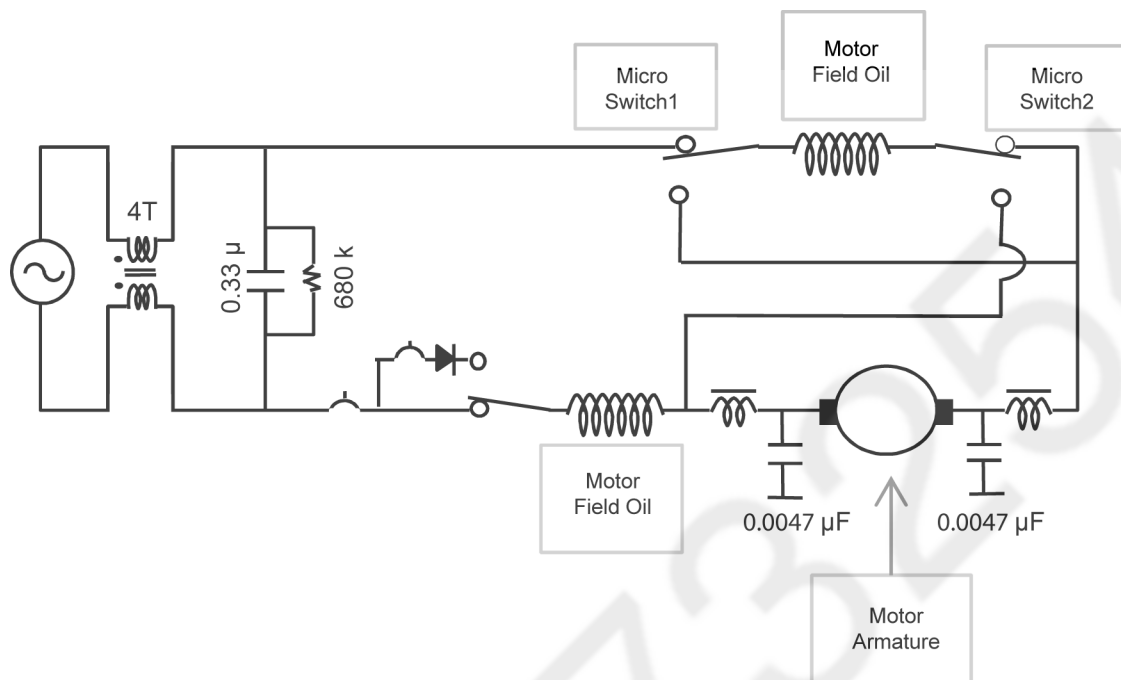 Motor
Field Oil
Micro
Switch1
Micro
Switch2
4T
0.33 µ
680 k
Motor
Field Oil
0.0047 µF
0.0047 µF
Motor
Armature